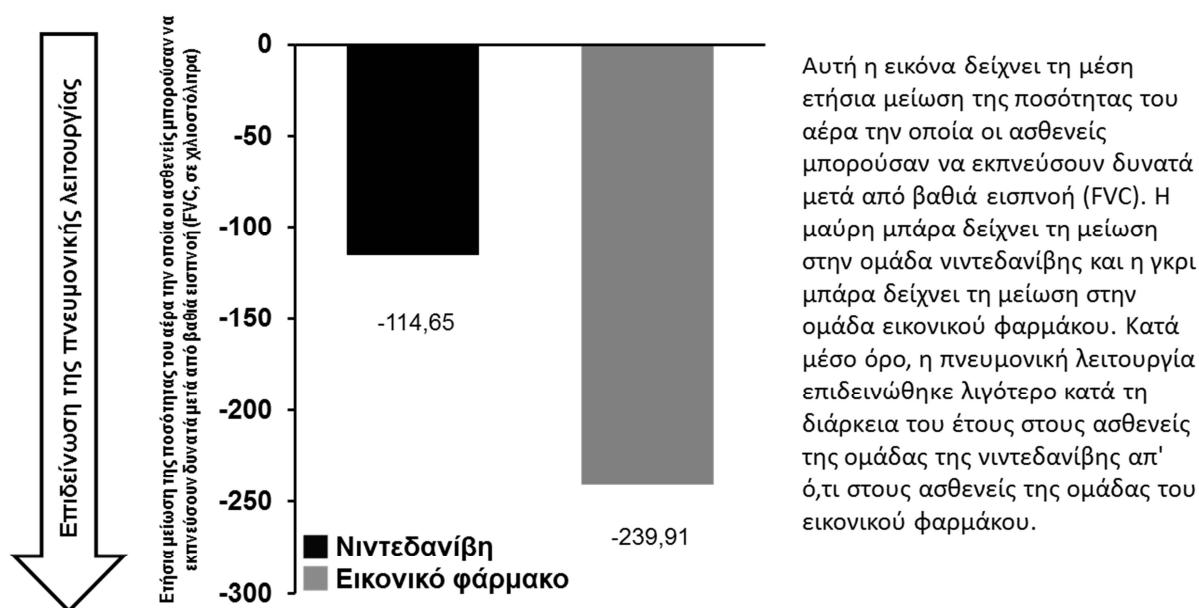 Επιδείνωση της πνευμονικής λειτουργίας
Ετήσια μείωση της ποσότητας του αέρα την οποία οι ασθενείς μπορούσαν να
εκπνεύσουν δυνατά μετά από βαθιά εισπνοή (FVC, σε χιλιοστόλιτρα)
0
-50
-100
-150
-200
-250
-300
-114,65
-239,91
Νιντεδανίβη
Εικονικό φάρμακο
Αυτή η εικόνα δείχνει τη μέση
ετήσια μείωση της ποσότητας του
αέρα την οποία οι ασθενείς
μπορούσαν να εκπνεύσουν δυνατά
μετά από βαθιά εισπνοή (FVC). Η
μαύρη μπάρα δείχνει τη μείωση
στην ομάδα νιντεδανίβης και η γκρι
μπάρα δείχνει τη μείωση στην
ομάδα εικονικού φαρμάκου. Κατά
μέσο όρο, η πνευμονική λειτουργία
επιδεινώθηκε λιγότερο κατά τη
διάρκεια του έτους στους ασθενείς
της ομάδας της νιντεδανίβης απ'
ό,τι στους ασθενείς της ομάδας του
εικονικού φαρμάκου.